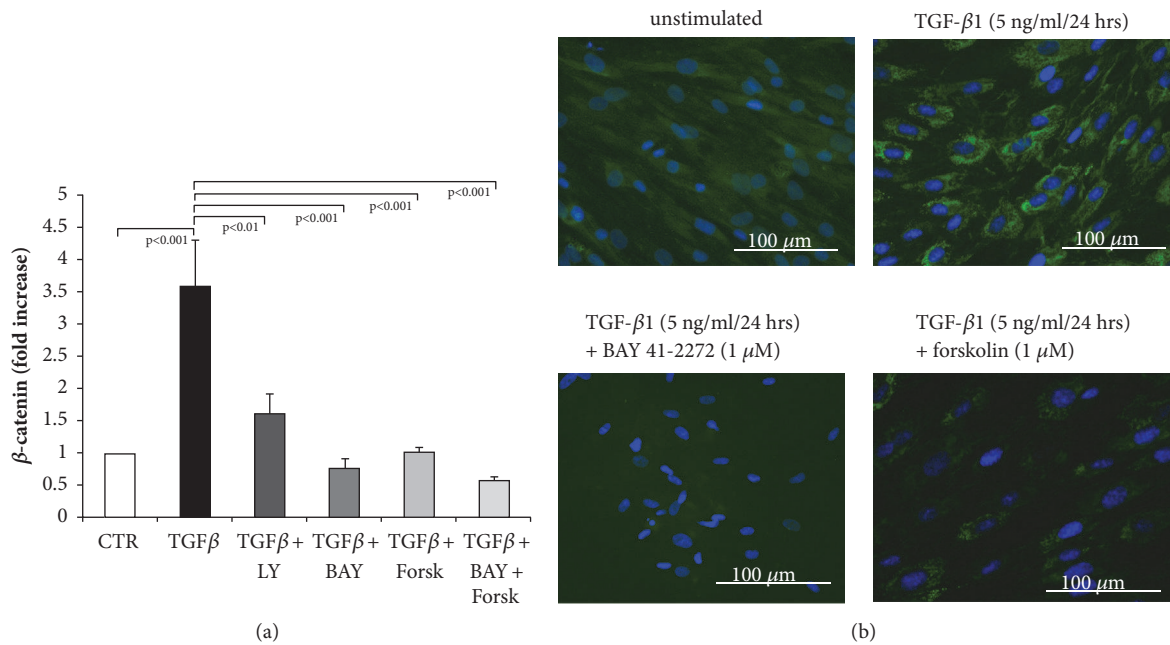 5
4.5
4
3.5
3
2.5
2
1.5
1
0.5
0
β-catenin (fold increase)
p<0.001
p<0.01
p<0.001
p<0.001
p<0.001
CTR
TGFβ
TGFβ +
LY
TGFβ +
BAY
TGFβ +
Forsk
TGFβ +
BAY +
Forsk
(a)
unstimulated
100 μm
TGF-β1 (5 ng/ml/24 hrs)
100 μm
TGF-β1 (5 ng/ml/24 hrs)
+ BAY 41-2272 (1 μM)
100 μm
TGF-β1 (5 ng/ml/24 hrs)
+ forskolin (1 μM)
100 μm
(b)